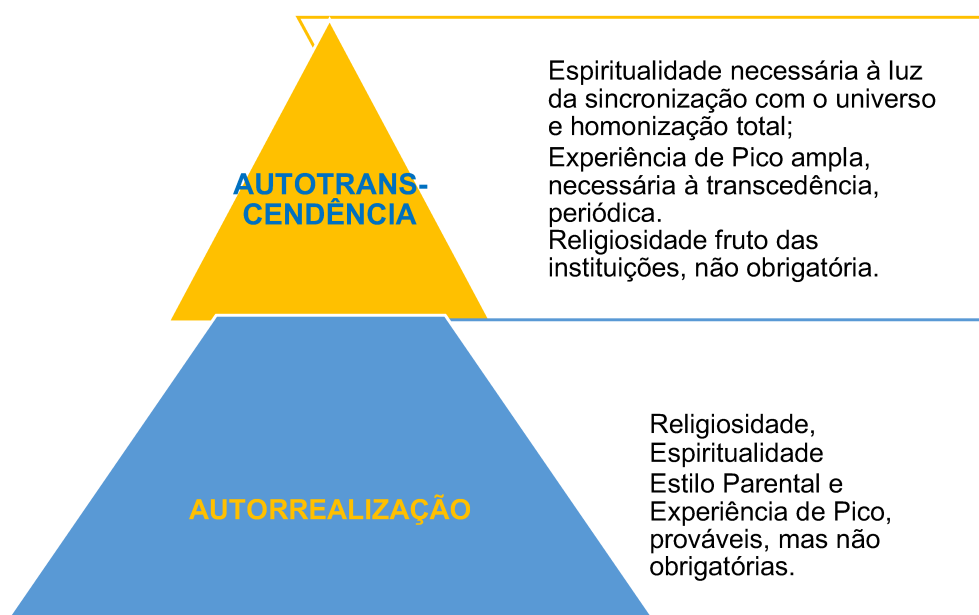 Espiritualidade necessária à luz
da sincronização com o universo
e homonização total;
Experiência de Pico ampla,
necessária à transcedência,
periódica.
Religiosidade fruto das
instituições, não obrigatória.
AUTOTRANS-
CENDÊNCIA
Religiosidade,
Espiritualidade
Estilo Parental e
Experiência de Pico,
prováveis, mas não
obrigatórias.
AUTORREALIZAÇÃO